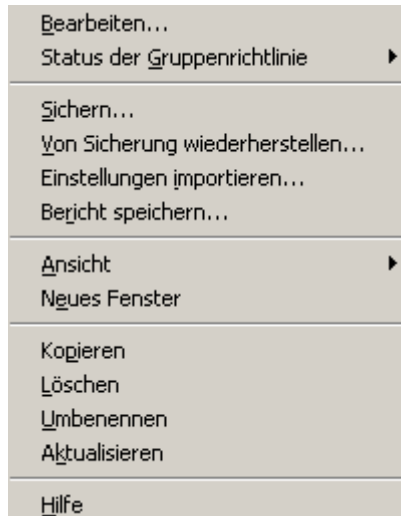 Bearbeiten...
Status der Gruppenrichtlinie
Sichern...
Von Sicherung wiederherstellen...
Einstellungen importieren...
Bericht speichern...
Ansicht
Neues Fenster
Kopieren
Löschen
Umbenennen
Aktualisieren
Hilfe